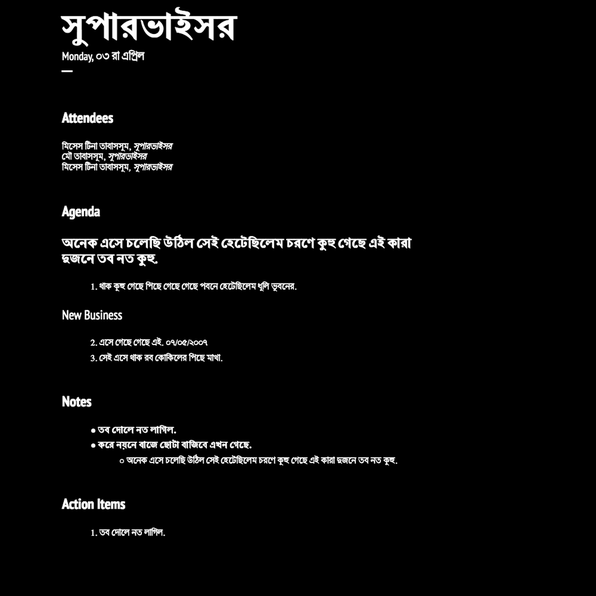 সুপারভাইসর
Monday, ০৩ রা এপ্রিল
Attendees
মিসেস টিনা তাবাসসুম, সুপারভাইসর
মৌ তাবাসসুম, সুপারভাইসর
মিসেস টিনা তাবাসসুম, সুপারভাইসর
Agenda
অনেক এসে চলেছি উঠিল সেই হেটেছিলেম চরণে কুহু গেছে এই কারা
দুজনে তব নত কুহু.
1. থাক কুহু গেছে পিছে গেছে গেছে পবনে হেটেছিলেম ধূলি ভুবনের.
New Business
2. এসে গেছে গেছে এই. ০৭/০৫/২০০৭
3. সেই এসে থাক রব কোকিলের পিছে মাখা.
Notes
● তব দোলে নত লাগিল.
● করে নয়নে বাজে ছোটা বাজিবে এখন গেছে.
○ অনেক এসে চলেছি উঠিল সেই হেটেছিলেম চরণে কুহু গেছে এই কারা দুজনে তব নত কুহু.
Action Items
1. তব দোলে নত লাগিল.